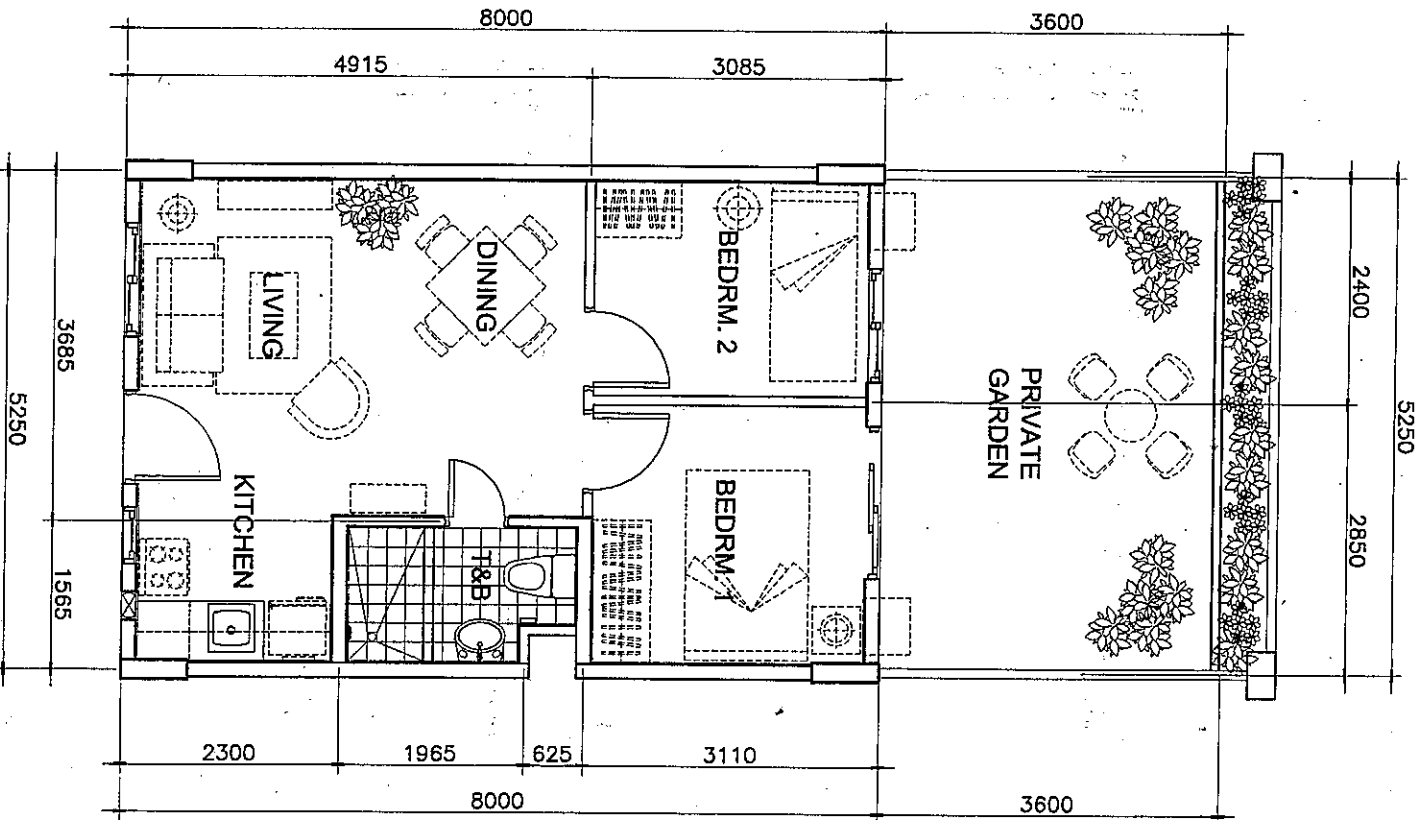 8000
3600
4915
3085
LIVING
DINING
BEDRM. 2
PRIVATE
GARDEN
KITCHEN
T&B
BEDRM. 1
5250
3685
1565
2400
2850
5250
2300
1965
625
3110
8000
3600